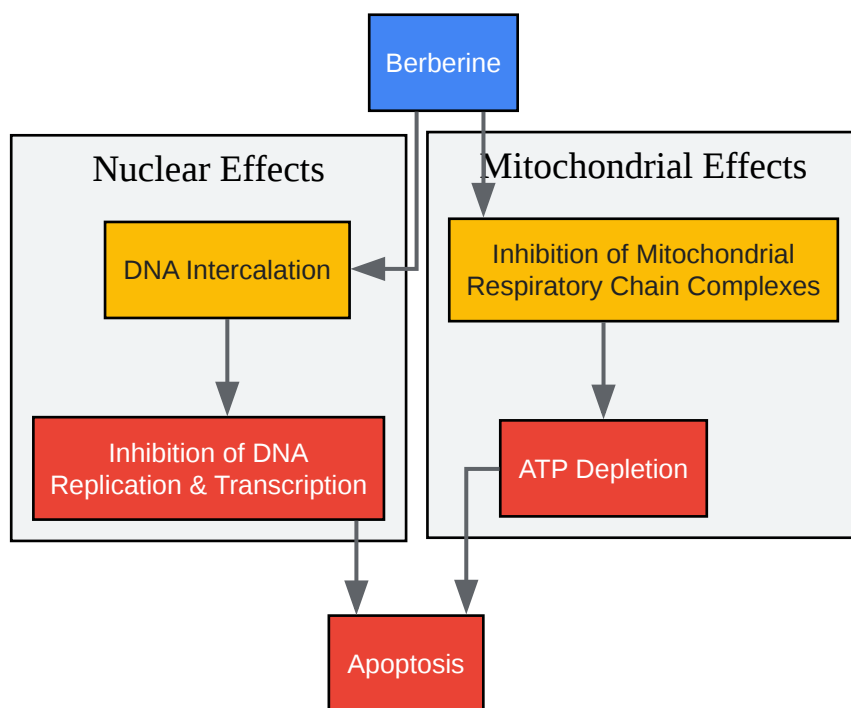 Berberine
Nuclear Effects
Mitochondrial Effects
DNA Intercalation
Inhibition of Mitochondrial
Respiratory Chain Complexes
Inhibition of DNA
Replication & Transcription
ATP Depletion
Apoptosis